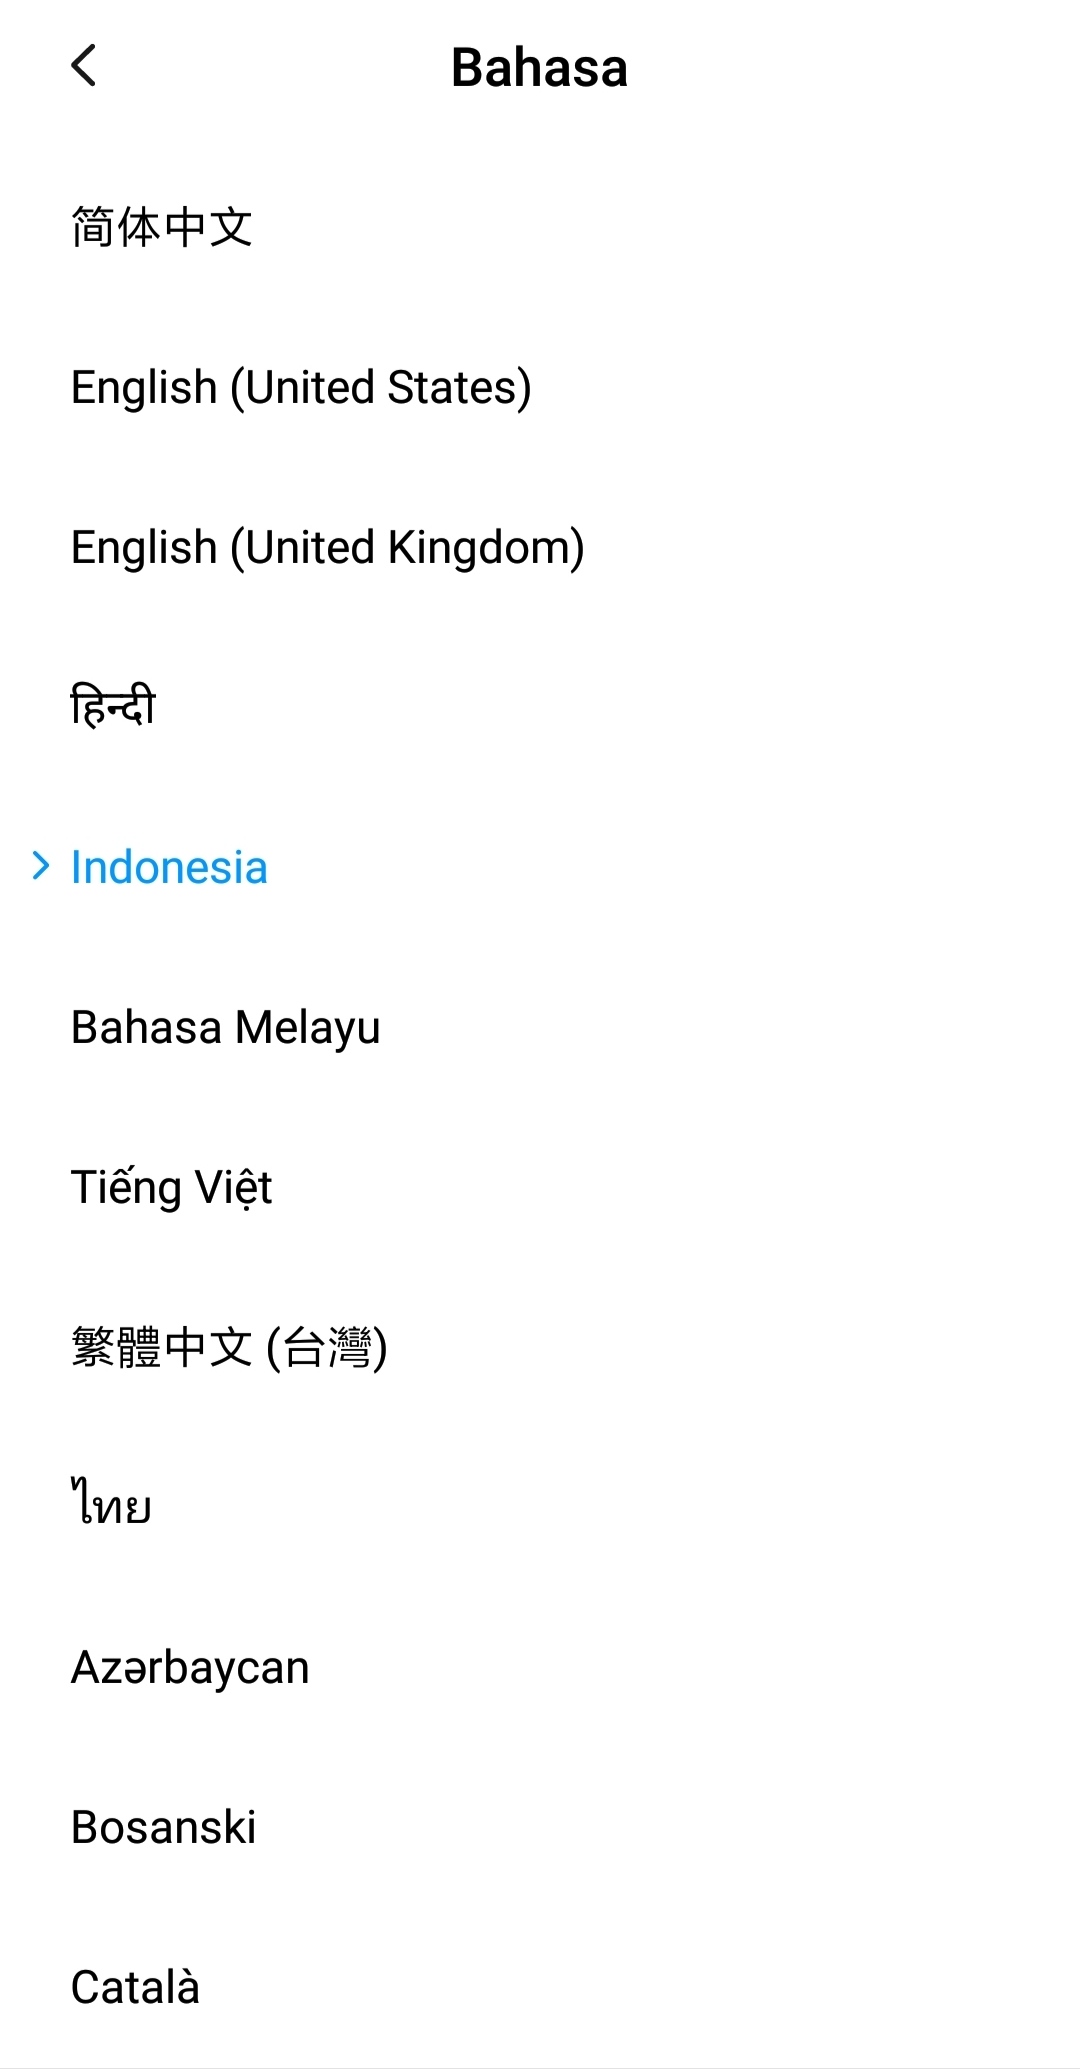 Bahasa
简体中文
English (United States)
English (United Kingdom)
हिन्दी
Indonesia
Bahasa Melayu
Tiếng Việt
繁體中文 (台灣)
ไทย
Azərbaycan
Bosanski
Català